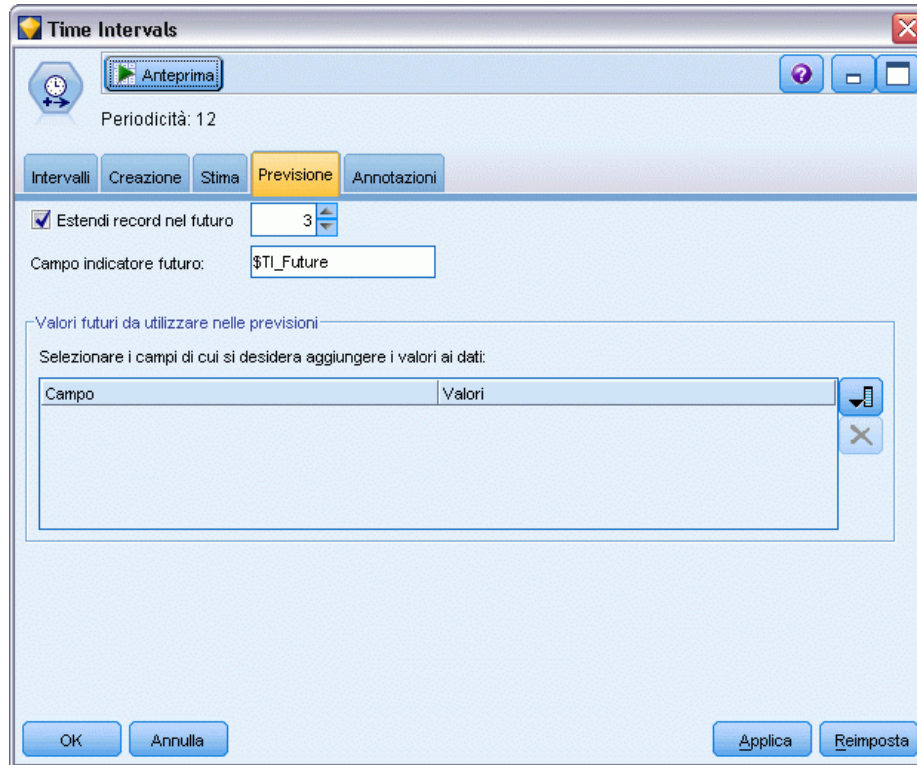 Time Intervals
Anteprima
Periodicità: 12
Intervalli Creazione Stima Previsione Annotazioni
Estendi record nel futuro 3
Campo indicatore futuro: $TI_Future
Valori futuri da utilizzare nelle previsioni
Selezionare i campi di cui si desidera aggiungere i valori ai dati:
Campo Valori
OK Annulla Applica Reimposta